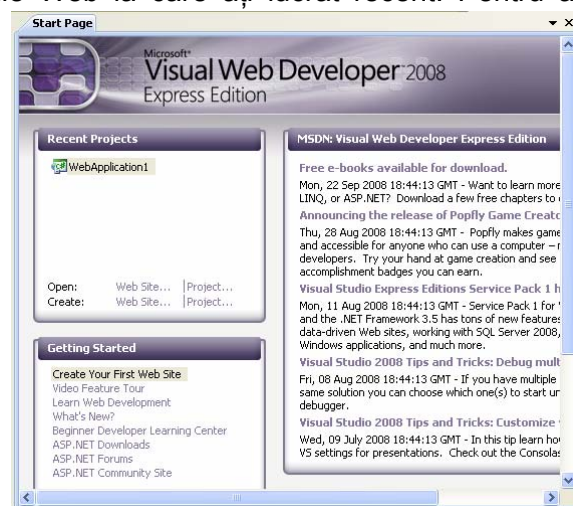 Web la care ați lucrat recent. Pentru a
Start Page
Microsoft
Visual Web Developer 2008
Express Edition
Recent Projects
WebApplication1
Open: Web Site... Project...
Create: Web Site... Project...
Getting Started
Create Your First Web Site
Video Feature Tour
Learn Web Development
What's New?
Beginner Developer Learning Center
ASP.NET Downloads
ASP.NET Forums
ASP.NET Community Site
MSDN: Visual Web Developer Express Edition
Free e-books available for download.
Mon, 22 Sep 2008 18:44:13 GMT - Want to learn more
LINQ, or ASP.NET? Download a few free chapters to
Announcing the release of Popfly Game Creato
Thu, 28 Aug 2008 18:44:13 GMT - Popfly makes game
and accessible for anyone who can use a computer –
developers. Try your hand at game creation and see
accomplishment badges you can earn.
Visual Studio Express Editions Service Pack 1 h
Mon, 11 Aug 2008 18:44:13 GMT - Service Pack 1 for
and the .NET Framework 3.5 has tons of new features
data-driven Web sites, working with SQL Server 2008,
Windows applications, and much more.
Visual Studio 2008 Tips and Tricks: Debug mult
Fri, 08 Aug 2008 18:44:13 GMT - If you have multiple
same solution you can choose which one(s) to start
debugger.
Visual Studio 2008 Tips and Tricks: Customize
Wed, 09 July 2008 18:44:13 GMT - In this tip learn
VS settings for presentations. Check out the Consolas